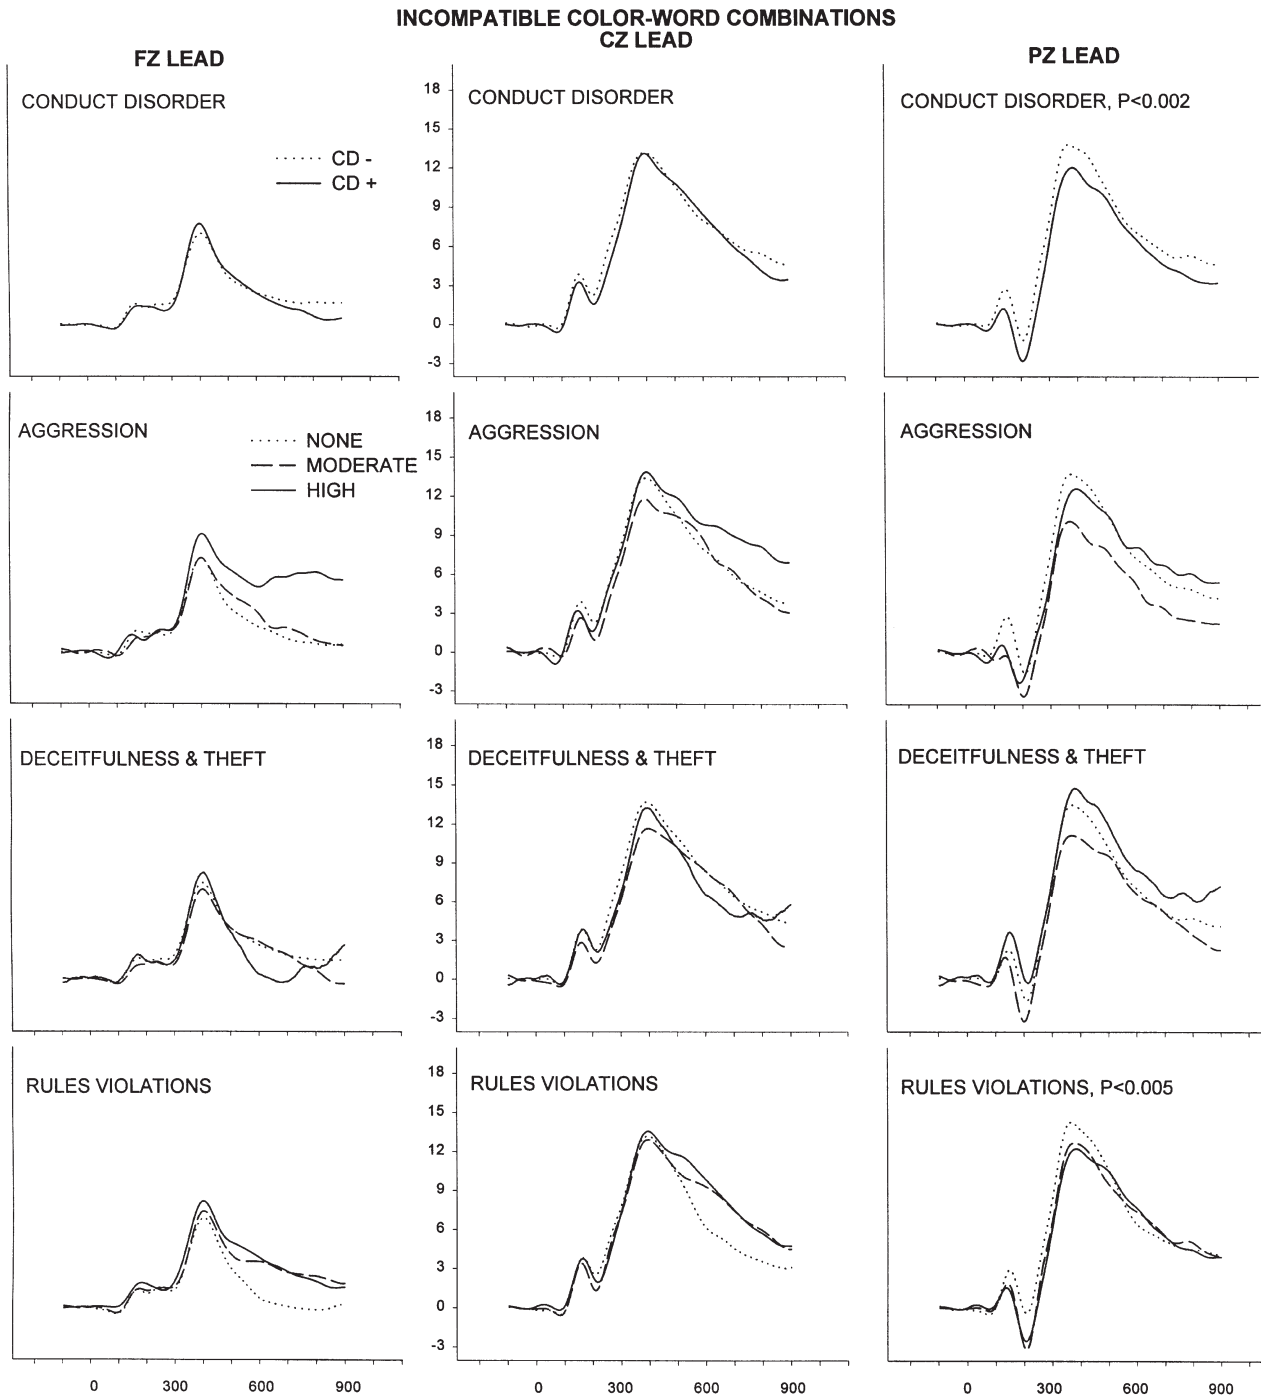 INCOMPATIBLE COLOR-WORD COMBINATIONS
FZ LEAD
CZ LEAD
PZ LEAD
CONDUCT DISORDER
CD -
CD +
18
15
12
9
6
3
0
-3
CONDUCT DISORDER
CONDUCT DISORDER, P<0.002
AGGRESSION
NONE
MODERATE
HIGH
18
15
12
9
6
3
0
-3
AGGRESSION
AGGRESSION
DECEITFULNESS & THEFT
18
15
12
9
6
3
0
-3
DECEITFULNESS & THEFT
DECEITFULNESS & THEFT
RULES VIOLATIONS
18
15
12
9
6
3
0
-3
RULES VIOLATIONS
RULES VIOLATIONS, P<0.005
0 300 600 900
0 300 600 900
0 300 600 900